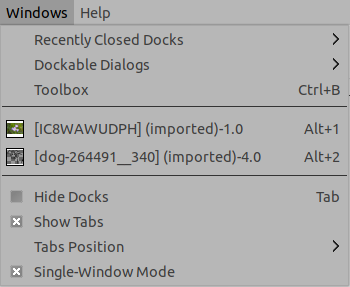 Windows Help
Recently Closed Docks
Dockable Dialogs
Toolbox Ctrl+B
[IC8WAWUDPH] (imported)-1.0 Alt+1
[dog-264491__340] (imported)-4.0 Alt+2
Hide Docks Tab
Show Tabs
Tabs Position
Single-Window Mode